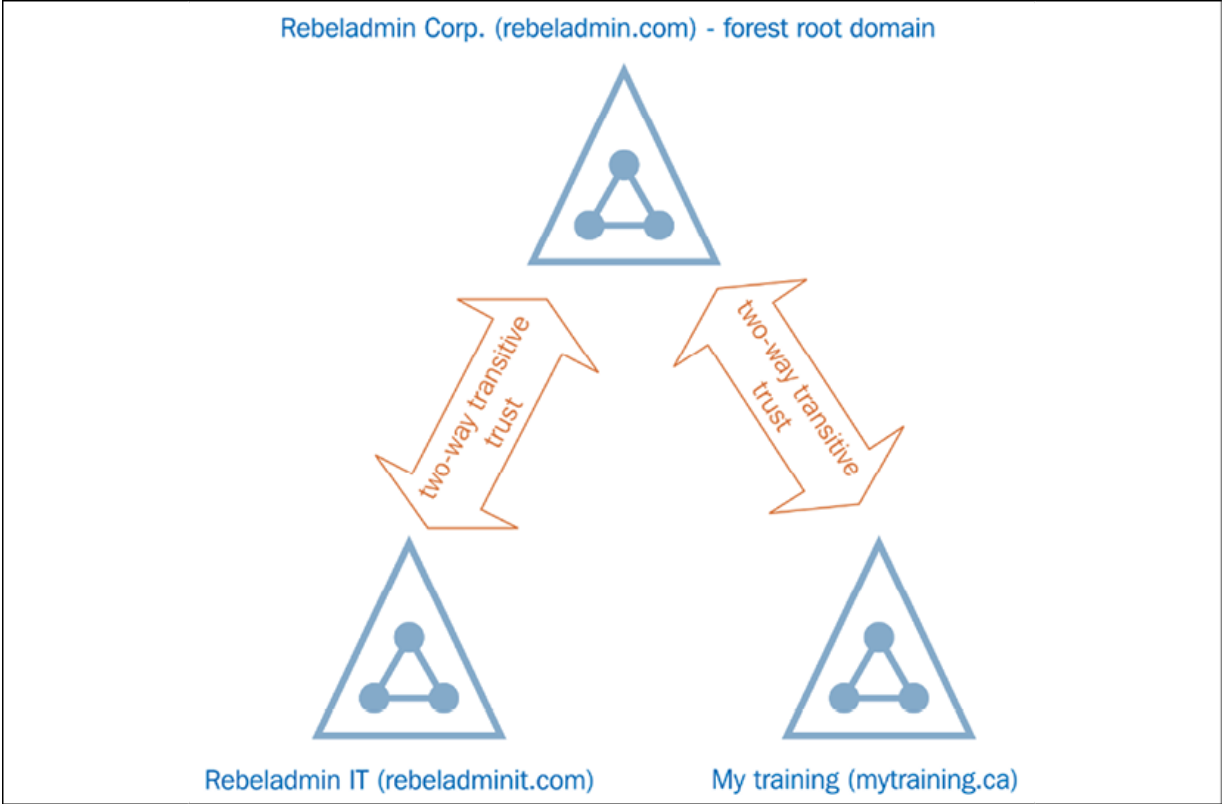 Rebeladmin Corp. (rebeladmin.com) - forest root domain
two-way transitive
trust
two-way transitive
trust
Rebeladmin IT (rebeladminit.com)
My training (mytraining.ca)